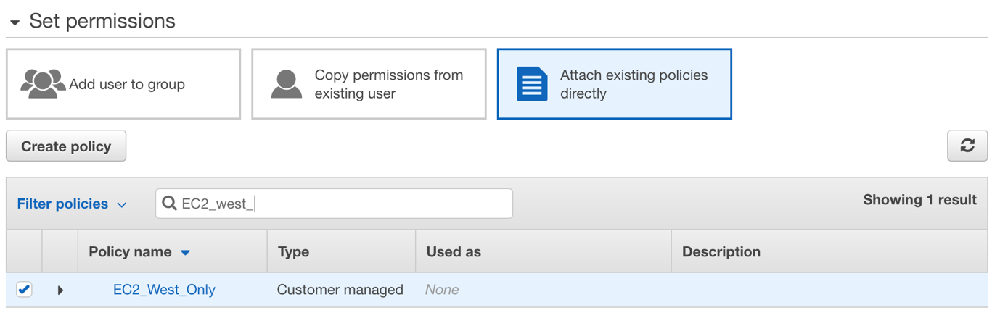 Set permissions
Add user to group
Copy permissions from
existing user
Attach existing policies
directly
Create policy
Filter policies
EC2_west_
Showing 1 result
Policy name
Type
Used as
Description
EC2_West_Only
Customer managed
None